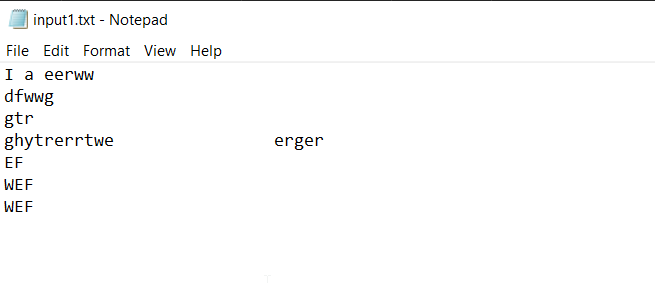 input1.txt - Notepad
File Edit Format View Help
I a eerww
dfwwg
gtr
ghytrerrtwe                erger
EF
WEF
WEF